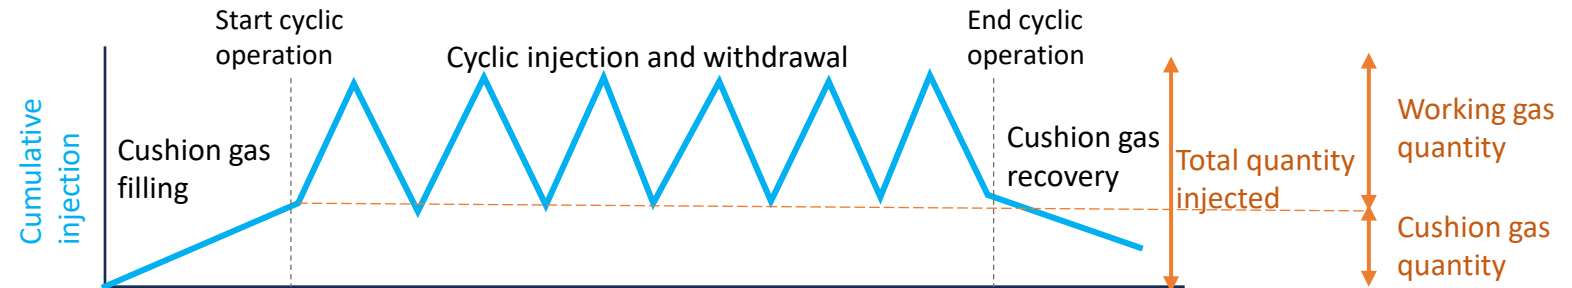 Start cyclic
operation
Cyclic injection and withdrawal
End cyclic
operation
Cumulative
injection
Cushion gas
filling
Cushion gas
recovery
Total quantity
injected
Working gas
quantity
Cushion gas
quantity